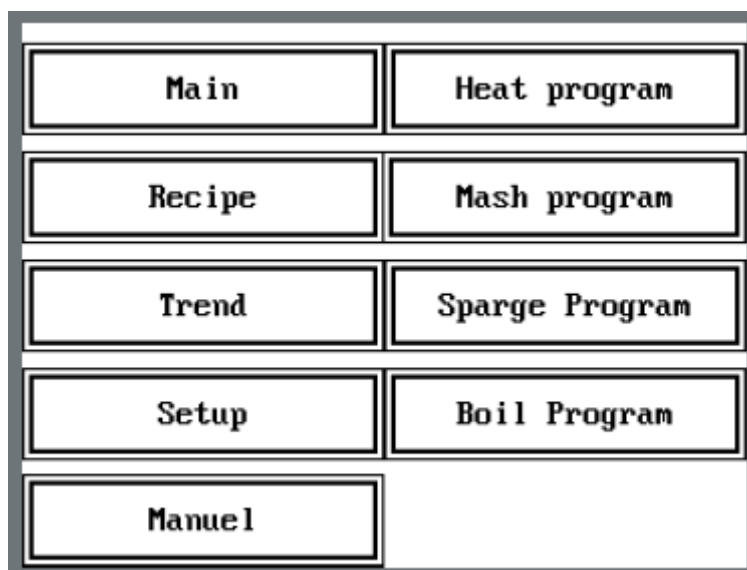 Main
Heat program
Recipe
Mash program
Trend
Sparge Program
Setup
Boil Program
Manuel